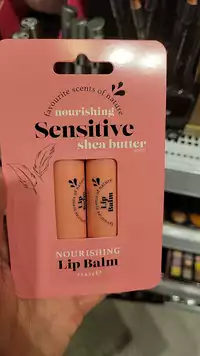 favourite scents of nature
nourishing
Sensitive
shea butter
Lip Balm
Lip Balm
NOURISHING
Lip Balm